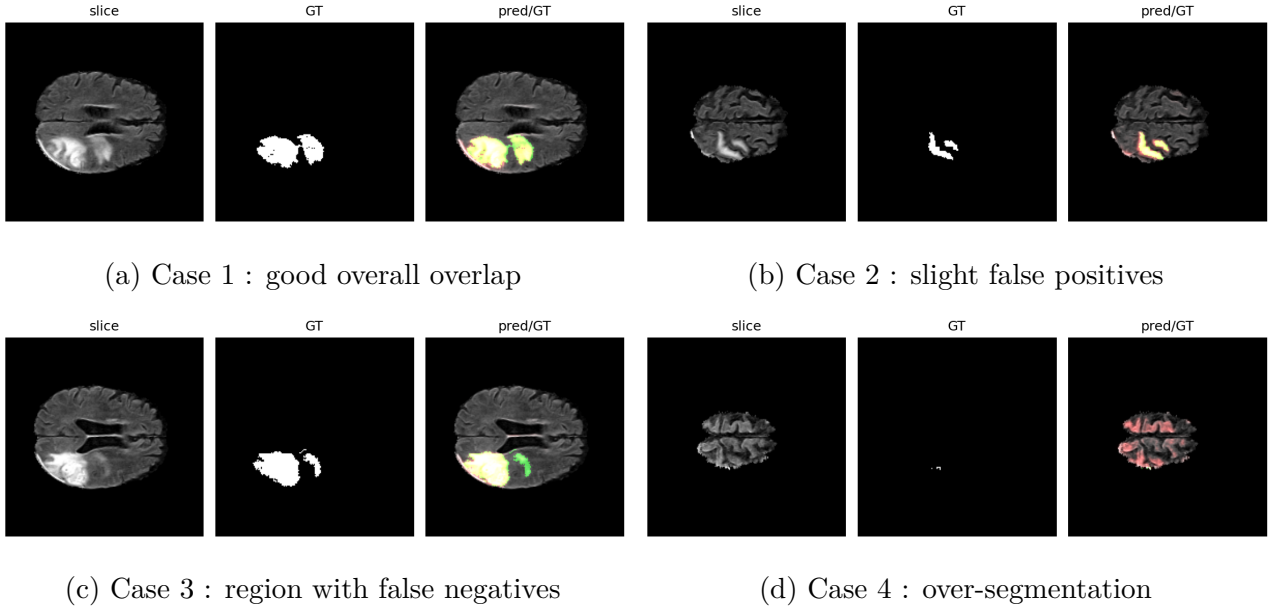 slice GT pred/GT slice GT pred/GT
(a) Case 1 : good overall overlap (b) Case 2 : slight false positives
slice GT pred/GT slice GT pred/GT
(c) Case 3 : region with false negatives (d) Case 4 : over-segmentation